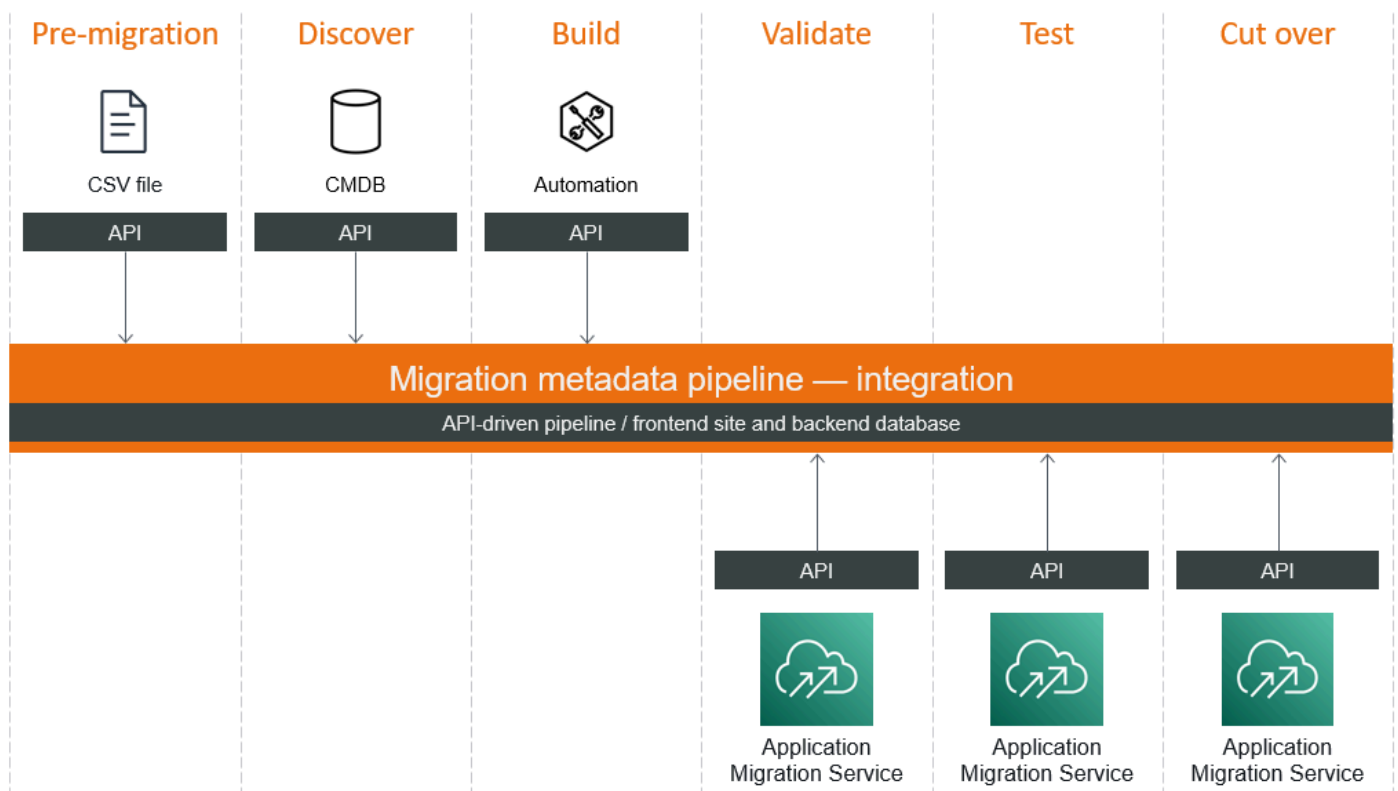 Pre-migration
Discover
Build
Validate
Test
Cut over
CSV file
CMDB
Automation
API
API
API
Migration metadata pipeline — integration
API-driven pipeline / frontend site and backend database
API
API
API
Application
Migration Service
Application
Migration Service
Application
Migration Service